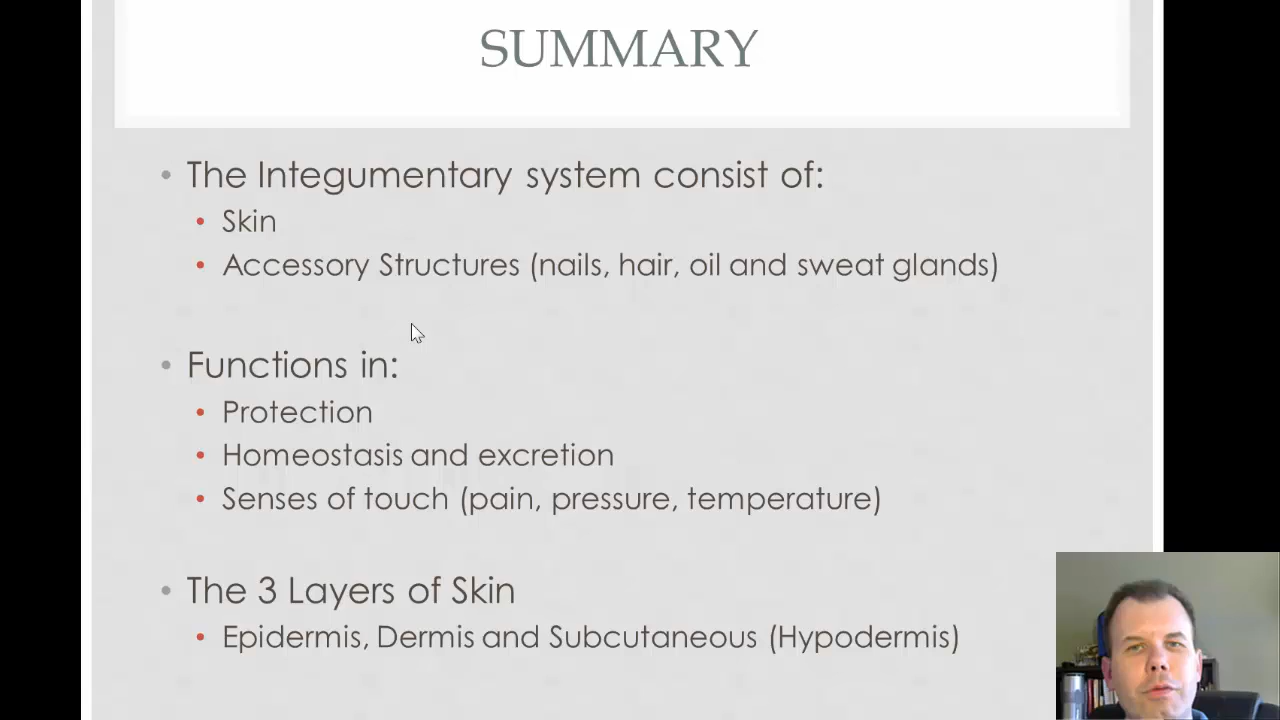 SUMMARY
• The Integumentary system consist of:
• Skin
• Accessory Structures (nails, hair, oil and sweat glands)
• Functions in:
• Protection
• Homeostasis and excretion
• Senses of touch (pain, pressure, temperature)
• The 3 Layers of Skin
• Epidermis, Dermis and Subcutaneous (Hypodermis)